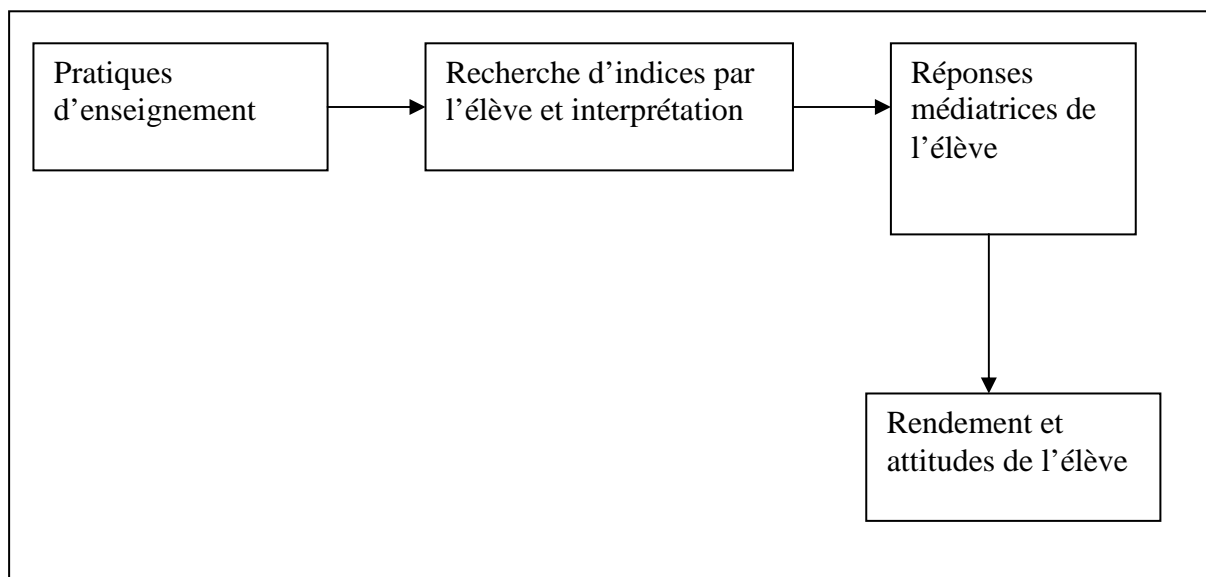 Pratiques
d’enseignement
Recherche d’indices par
l’élève et interprétation
Réponses
médiatrices de
l’élève
Rendement et
attitudes de l’élève